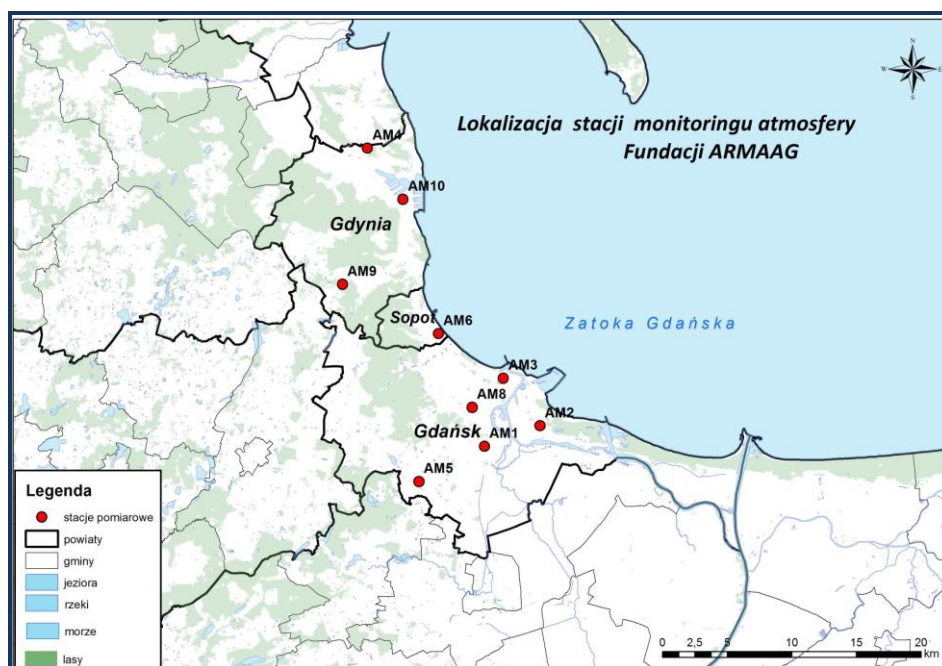 N
W E
S
Lokalizacja stacji monitoringu atmosfery
Fundacji ARMAAG
AM4
AM10
Gdynia
AM9
Sopot
AM6
Zatoka Gdańska
AM3
AM8
AM2
Gdańsk
AM1
AM5
Legenda
stacje pomiarowe
powiaty
gminy
jeziora
rzeki
morze
lasy
0 2,5 5 10 15 20
km